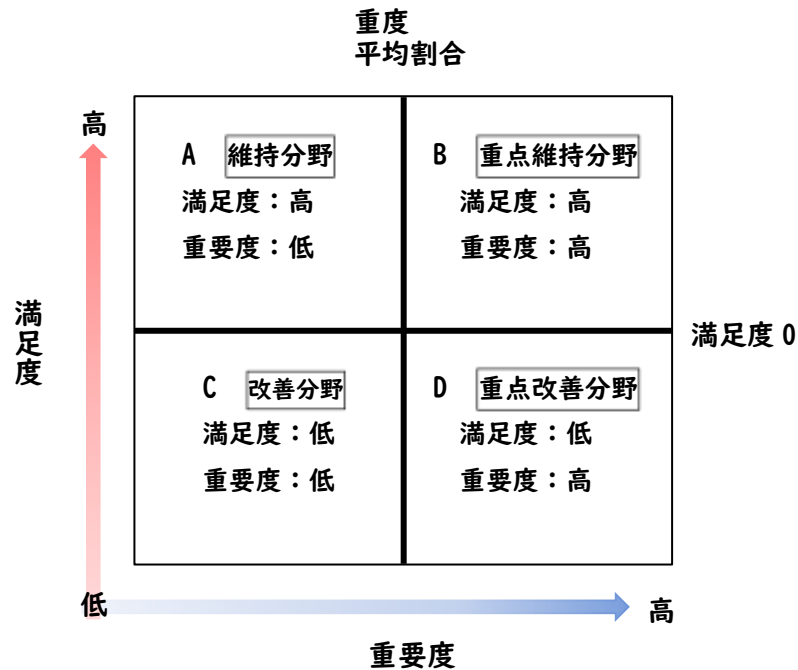 重度
平均割合
高
A 維持分野
満足度：高
重要度：低
B 重点維持分野
満足度：高
重要度：高
満足度
満足度 0
C 改善分野
満足度：低
重要度：低
D 重点改善分野
満足度：低
重要度：高
低
高
重要度